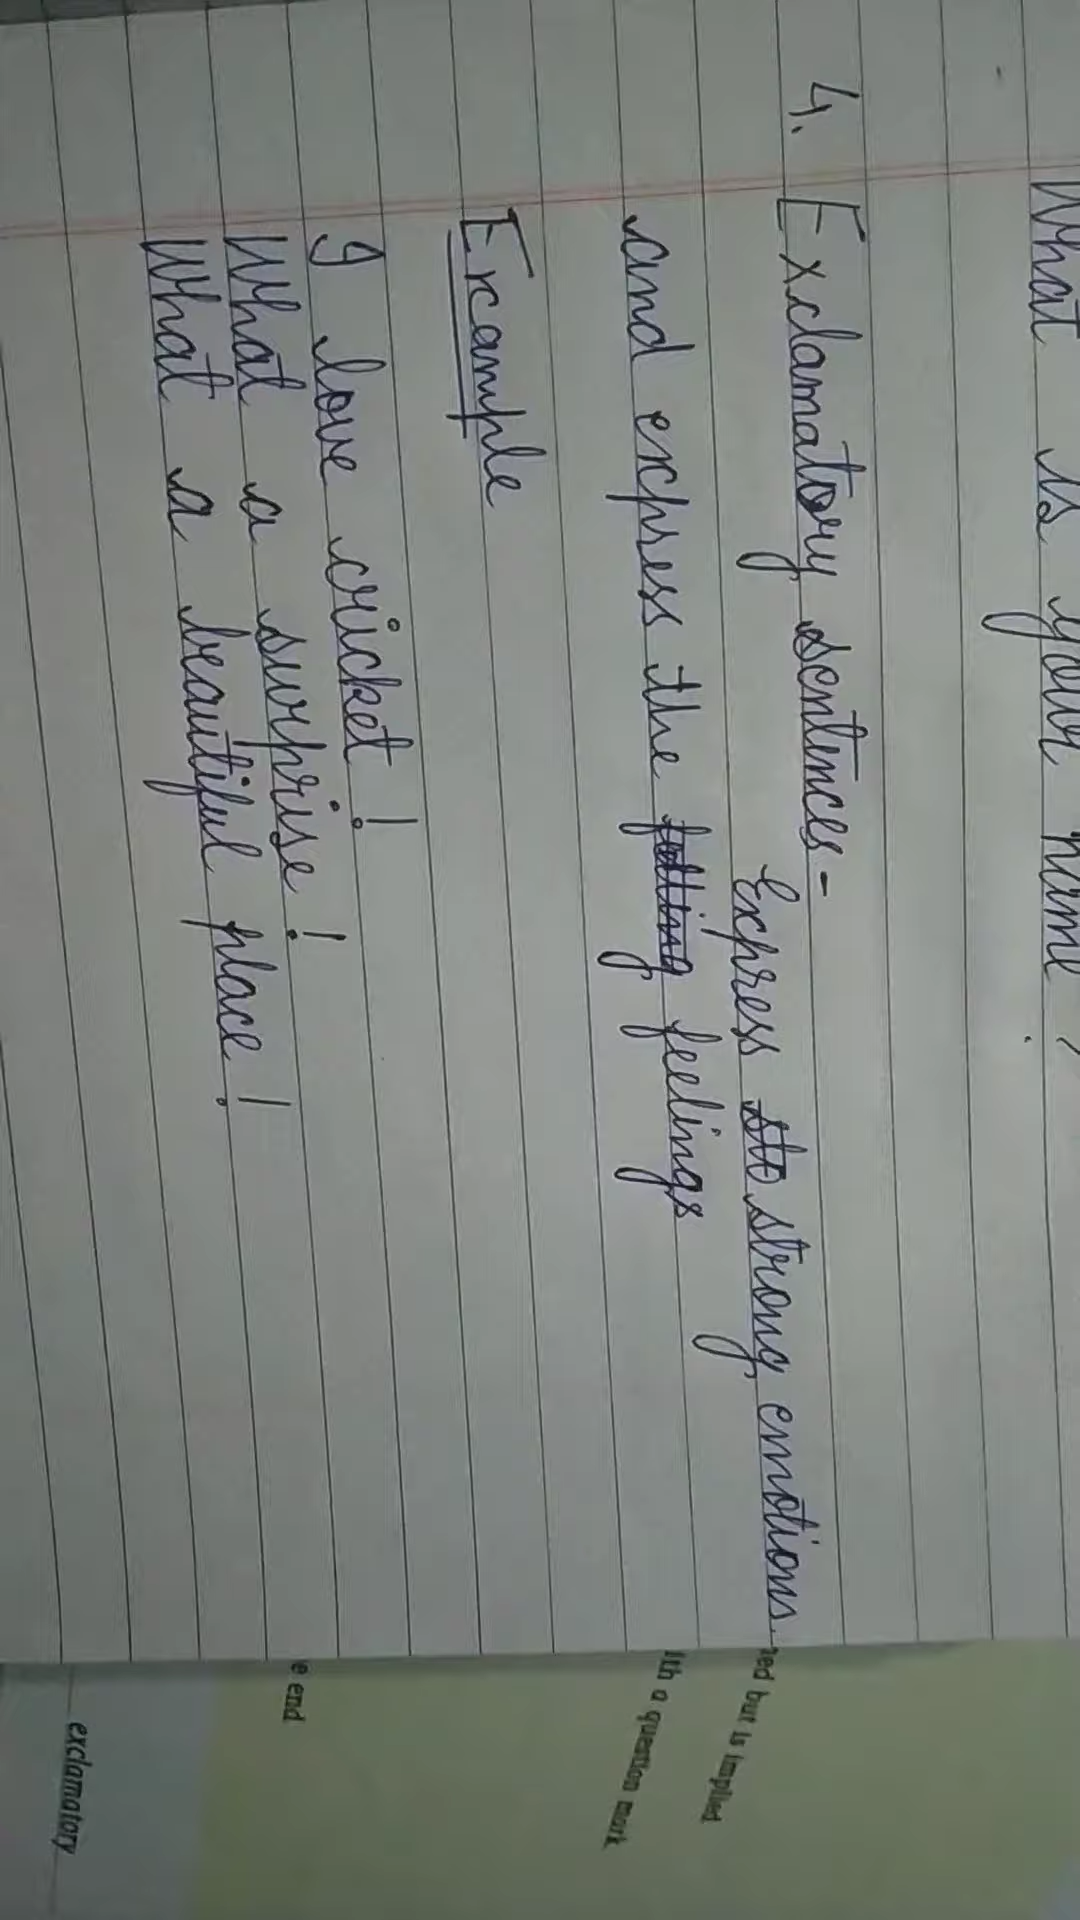 What is your name ?
4. Exclamatory sentences -
Express sto strong emotions.
and express the feelings
Example
I love cricket !
What a surprise !
What a beautiful place !
ed but is implied
ith a question mark
e end
exclamatory